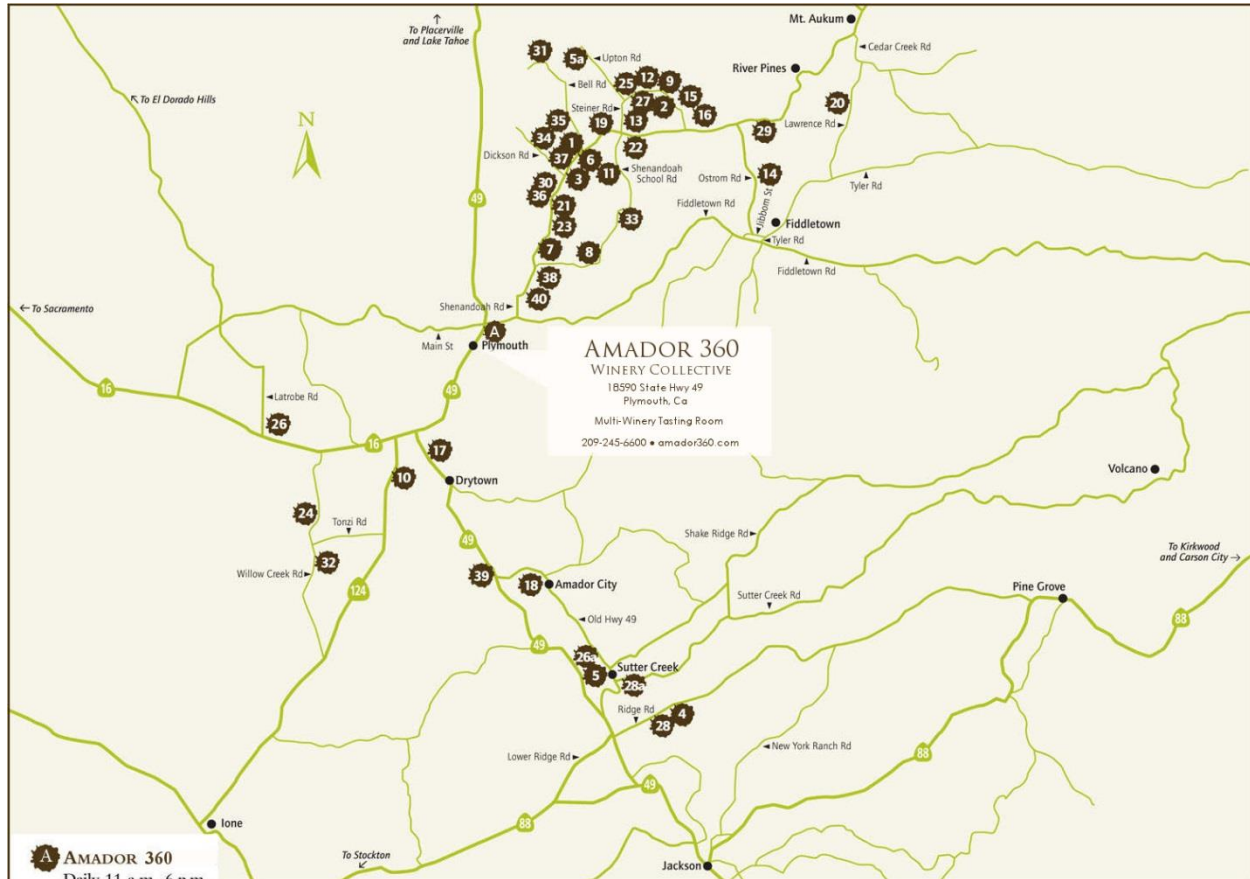 ↑
To Placerville
and Lake Tahoe
Mt. Aukum
Cedar Creek Rd
31
5a
Upton Rd
River Pines
12
9
25
Bell Rd
15
20
To El Dorado Hills
27
2
Steiner Rd
16
35
19
13
Lawrence Rd
N
34
1
29
22
Dickson Rd
37
6
Shenandoah
School Rd
11
14
3
Ostrom Rd
30
Tyler Rd
36
49
Jibbom St
21
Fiddletown Rd
33
Fiddletown
23
Tyler Rd
7
8
Fiddletown Rd
38
40
Shenandoah Rd
← To Sacramento
A
Main St
Plymouth
AMADOR 360
WINERY COLLECTIVE
18590 State Hwy 49
Plymouth, Ca
Multi-Winery Tasting Room
209-245-6600 • amador360.com
16
49
Latrobe Rd
26
16
17
Volcano
10
Drytown
24
Tonzi Rd
Shake Ridge Rd
49
32
Willow Creek Rd
To Kirkwood
and Carson City →
39
18
Amador City
124
Pine Grove
Sutter Creek Rd
Old Hwy 49
88
49
26a
Sutter Creek
5
28a
Ridge Rd
4
28
Lower Ridge Rd
New York Ranch Rd
88
49
Ione
88
To Stockton
A AMADOR 360
Daily 11 a.m.-6 p.m.
Jackson